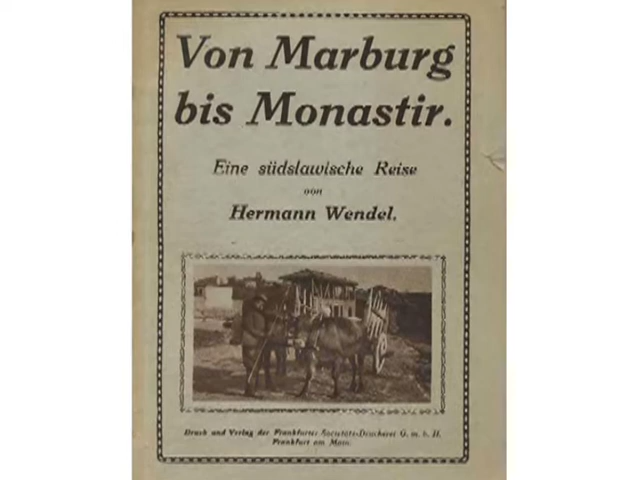 Von Marburg
bis Monastir.
Eine südslawische Reise
von
Hermann Wendel.
Druck und Verlag der Frankfurter Societäts-Druckerei G. m. b. H.
Frankfurt am Main.